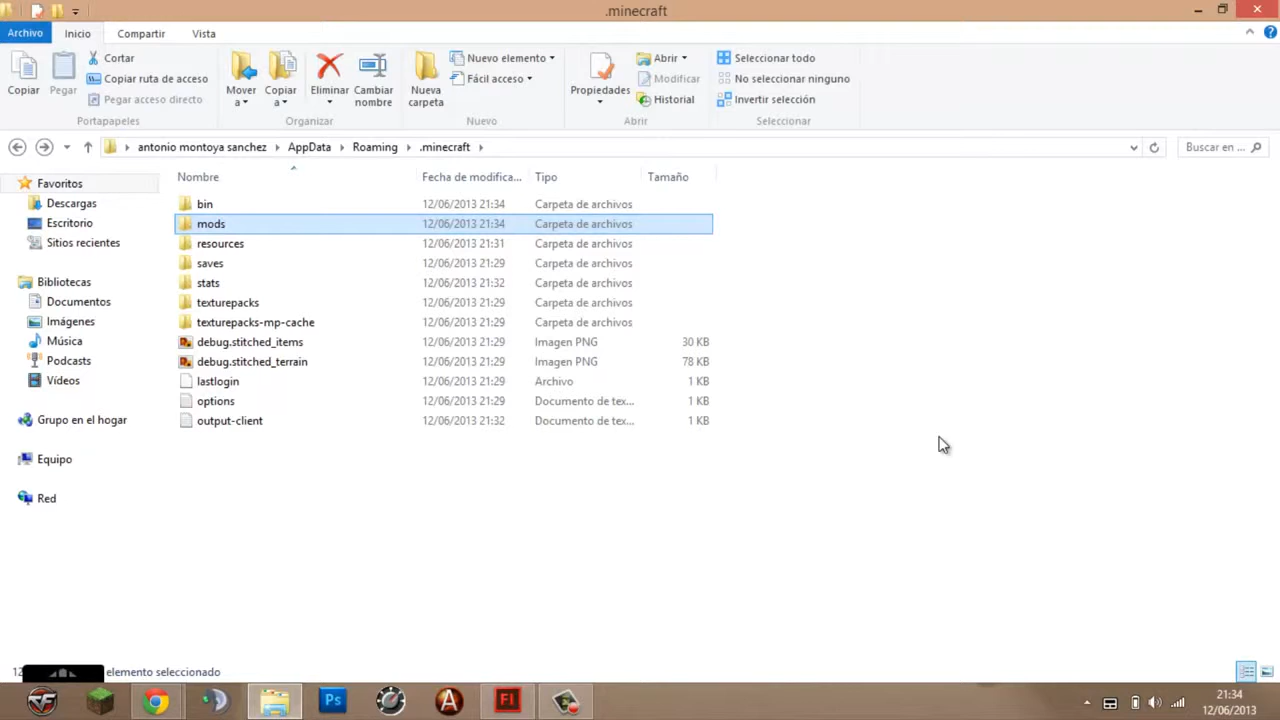 .minecraft
Archivo Inicio Compartir Vista
Copiar
Pegar
Cortar
Copiar ruta de acceso
Pegar acceso directo
Portapapeles
Mover a
Copiar a
Eliminar
Cambiar nombre
Organizar
Nueva carpeta
Nuevo elemento
Fácil acceso
Nuevo
Propiedades
Abrir
Modificar
Historial
Abrir
Seleccionar todo
No seleccionar ninguno
Invertir selección
Seleccionar
antonio montoya sanchez AppData Roaming .minecraft
Buscar en ...
Favoritos
Descargas
Escritorio
Sitios recientes
Bibliotecas
Documentos
Imágenes
Música
Podcasts
Vídeos
Grupo en el hogar
Equipo
Red
Nombre Fecha de modifica... Tipo Tamaño
bin 12/06/2013 21:34 Carpeta de archivos
mods 12/06/2013 21:34 Carpeta de archivos
resources 12/06/2013 21:31 Carpeta de archivos
saves 12/06/2013 21:29 Carpeta de archivos
stats 12/06/2013 21:32 Carpeta de archivos
texturepacks 12/06/2013 21:29 Carpeta de archivos
texturepacks-mp-cache 12/06/2013 21:29 Carpeta de archivos
debug.stitched_items 12/06/2013 21:29 Imagen PNG 30 KB
debug.stitched_terrain 12/06/2013 21:29 Imagen PNG 78 KB
lastlogin 12/06/2013 21:29 Archivo 1 KB
options 12/06/2013 21:29 Documento de tex... 1 KB
output-client 12/06/2013 21:32 Documento de tex... 1 KB
12 elemento seleccionado
Ps
A
Fl
21:34
12/06/2013